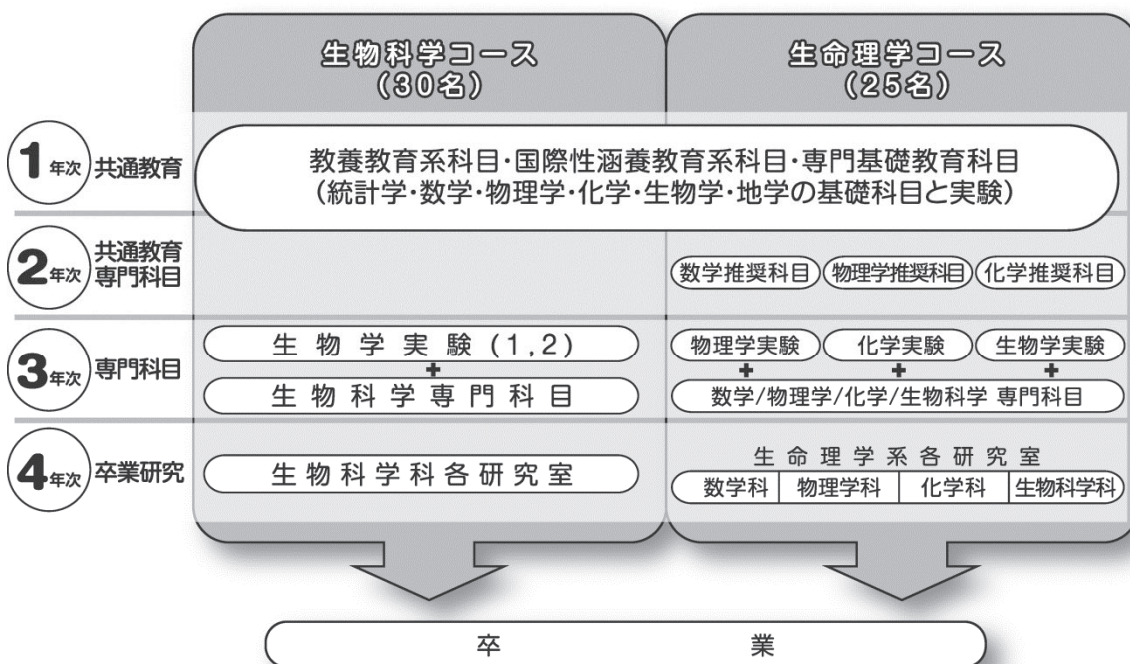 生物科学コース
(30名)
生命理学コース
(25名)
1年次 共通教育
教養教育系科目・国際性涵養教育系科目・専門基礎教育科目
(統計学・数学・物理学・化学・生物学・地学の基礎科目と実験)
2年次 共通教育
専門科目
数学推奨科目 物理学推奨科目 化学推奨科目
3年次 専門科目
生物学実験(1,2)
+
生物科学専門科目
物理学実験 化学実験 生物学実験
+ + +
数学/物理学/化学/生物科学 専門科目
4年次 卒業研究
生物科学科各研究室
生命理学系各研究室
数学科 物理学科 化学科 生物科学科
卒業